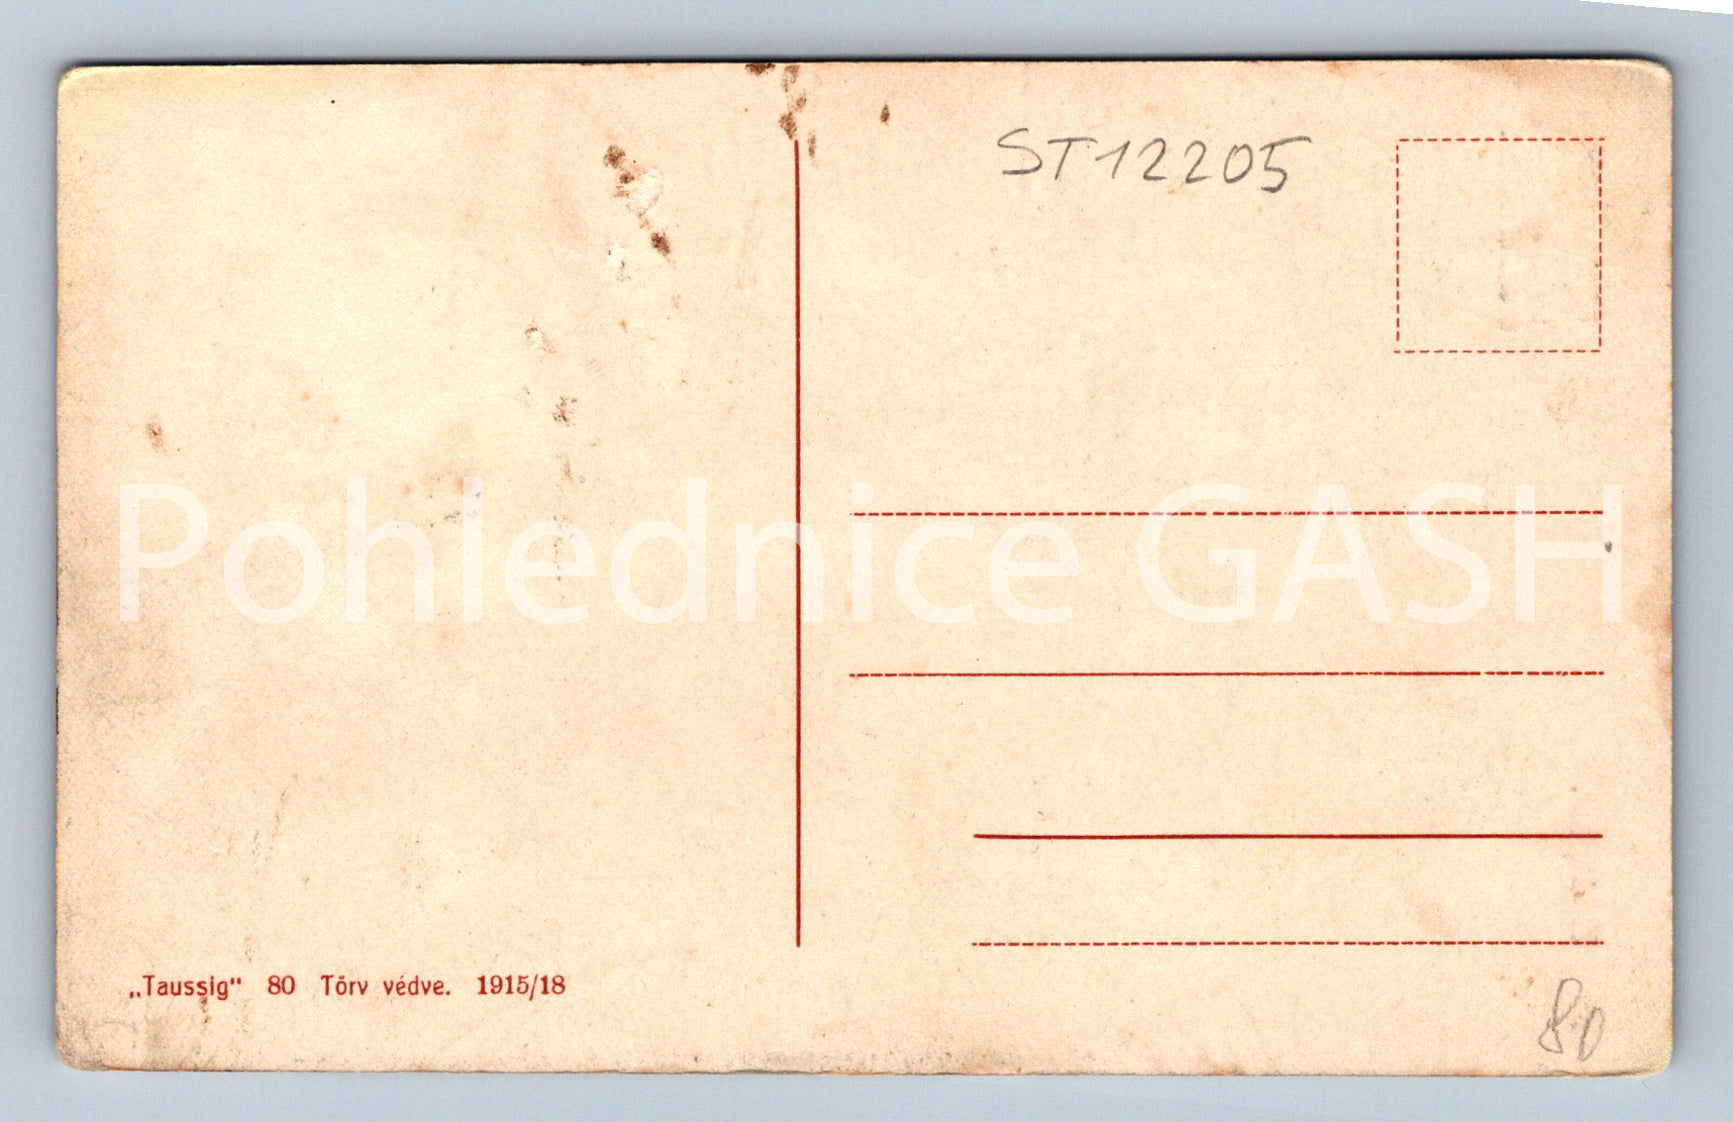 ST12205
Pohlednice GASH
„Taussig" 80 Törv védve. 1915/18
80